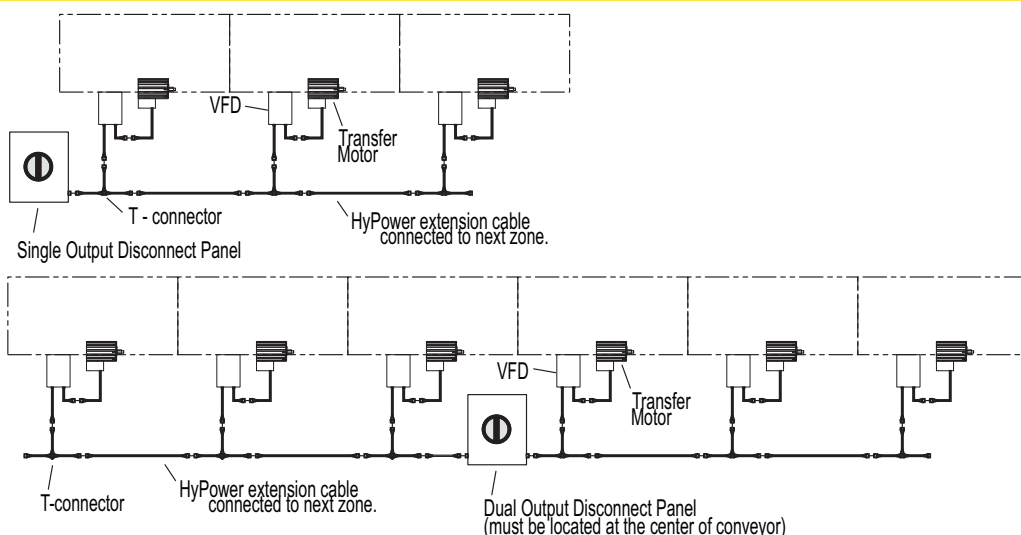 VFD
Transfer
Motor
T - connector
HyPower extension cable
connected to next zone.
Single Output Disconnect Panel
VFD
Transfer
Motor
T-connector
HyPower extension cable
connected to next zone.
Dual Output Disconnect Panel
(must be located at the center of conveyor)